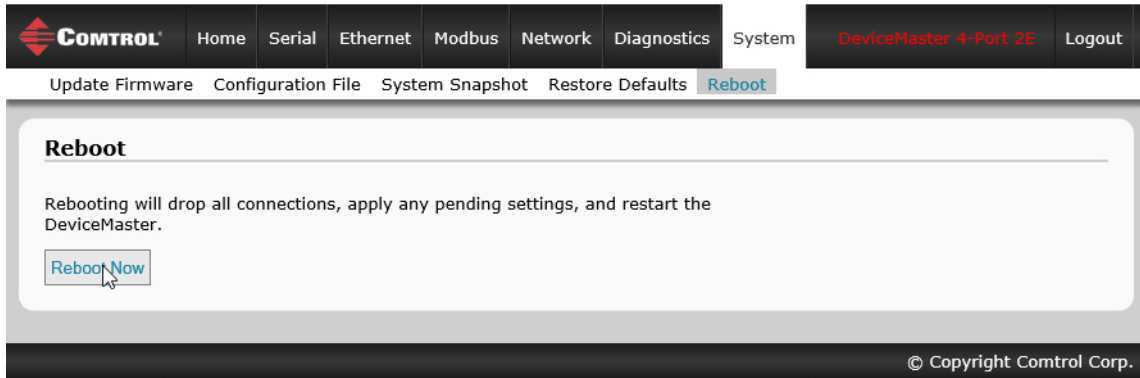 COMTROL Home Serial Ethernet Modbus Network Diagnostics System DeviceMaster 4-Port 2E Logout
Update Firmware Configuration File System Snapshot Restore Defaults Reboot
Reboot
Rebooting will drop all connections, apply any pending settings, and restart the
DeviceMaster.
Reboot Now
© Copyright Comtrol Corp.